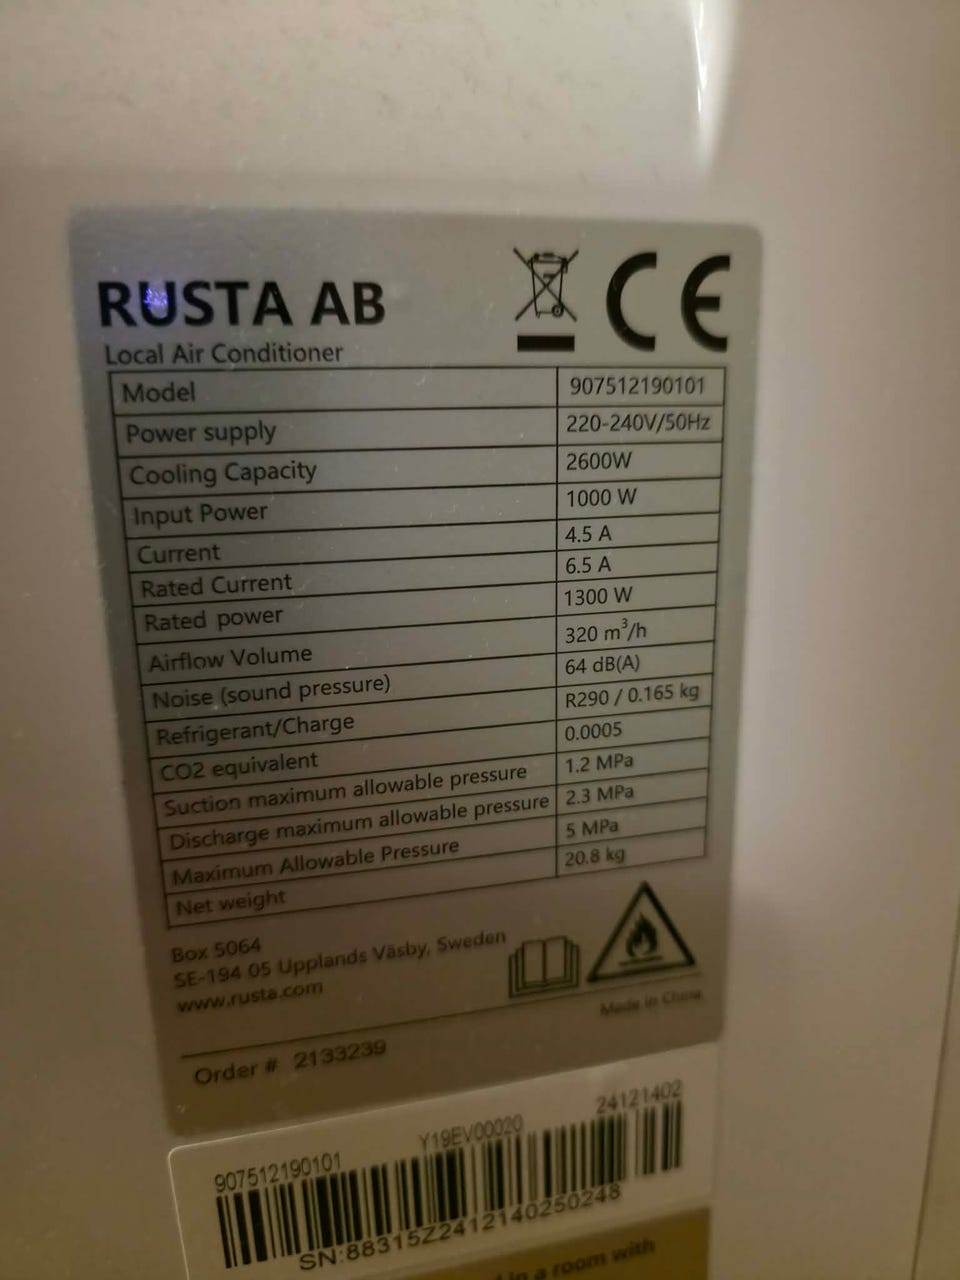 RUSTA AB
Local Air Conditioner
Model 907512190101
Power supply 220-240V/50Hz
Cooling Capacity 2600W
Input Power 1000 W
Current 4.5 A
Rated Current 6.5 A
Rated power 1300 W
Airflow Volume 320 m³/h
Noise (sound pressure) 64 dB(A)
Refrigerant/Charge R290 / 0.165 kg
CO2 equivalent 0.0005
Suction maximum allowable pressure 1.2 MPa
Discharge maximum allowable pressure 2.3 MPa
Maximum Allowable Pressure 5 MPa
Net weight 20.8 kg
Box 5064
SE-194 05 Upplands Väsby, Sweden
www.rusta.com
Made in China
Order # 2133239
907512190101 Y19EV00020 24121402
SN:88315Z2412140250248
in a room with